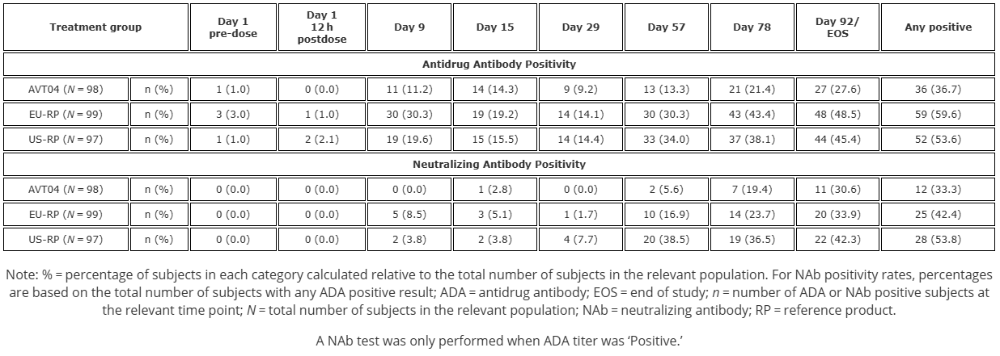 Treatment group Day 1 pre-dose Day 1 12 h postdose Day 9 Day 15 Day 29 Day 57 Day 78 Day 92/ EOS Any positive
Antidrug Antibody Positivity
AVT04 (N = 98) n (%) 1 (1.0) 0 (0.0) 11 (11.2) 14 (14.3) 9 (9.2) 13 (13.3) 21 (21.4) 27 (27.6) 36 (36.7)
EU-RP (N = 99) n (%) 3 (3.0) 1 (1.0) 30 (30.3) 19 (19.2) 14 (14.1) 30 (30.3) 43 (43.4) 48 (48.5) 59 (59.6)
US-RP (N = 97) n (%) 1 (1.0) 2 (2.1) 19 (19.6) 15 (15.5) 14 (14.4) 33 (34.0) 37 (38.1) 44 (45.4) 52 (53.6)
Neutralizing Antibody Positivity
AVT04 (N = 98) n (%) 0 (0.0) 0 (0.0) 0 (0.0) 1 (2.8) 0 (0.0) 2 (5.6) 7 (19.4) 11 (30.6) 12 (33.3)
EU-RP (N = 99) n (%) 0 (0.0) 0 (0.0) 5 (8.5) 3 (5.1) 1 (1.7) 10 (16.9) 14 (23.7) 20 (33.9) 25 (42.4)
US-RP (N = 97) n (%) 0 (0.0) 0 (0.0) 2 (3.8) 2 (3.8) 4 (7.7) 20 (38.5) 19 (36.5) 22 (42.3) 28 (53.8)
Note: % = percentage of subjects in each category calculated relative to the total number of subjects in the relevant population. For NAb positivity rates, percentages
are based on the total number of subjects with any ADA positive result; ADA = antidrug antibody; EOS = end of study; n = number of ADA or NAb positive subjects at
the relevant time point; N = total number of subjects in the relevant population; NAb = neutralizing antibody; RP = reference product.
A NAb test was only performed when ADA titer was ‘Positive.’